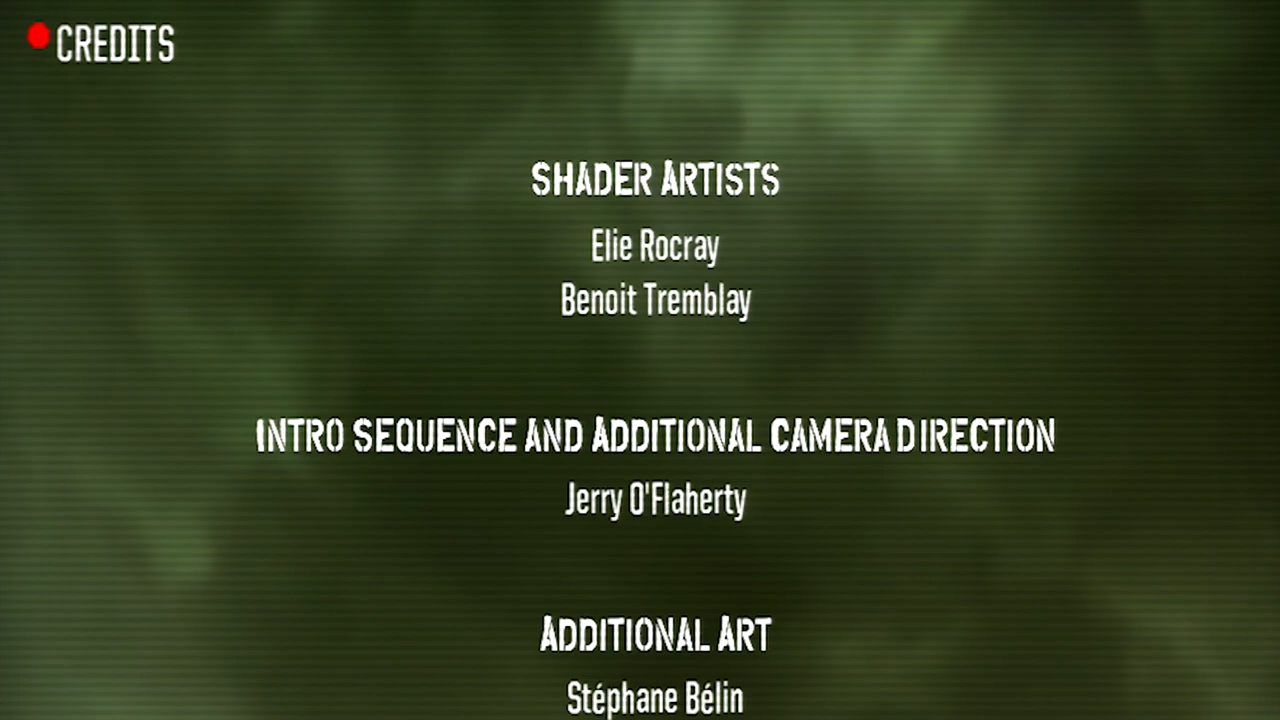 CREDITS
SHADER ARTISTS
Elie Rocray
Benoit Tremblay
INTRO SEQUENCE AND ADDITIONAL CAMERA DIRECTION
Jerry O'Flaherty
ADDITIONAL ART
Stéphane Bélin